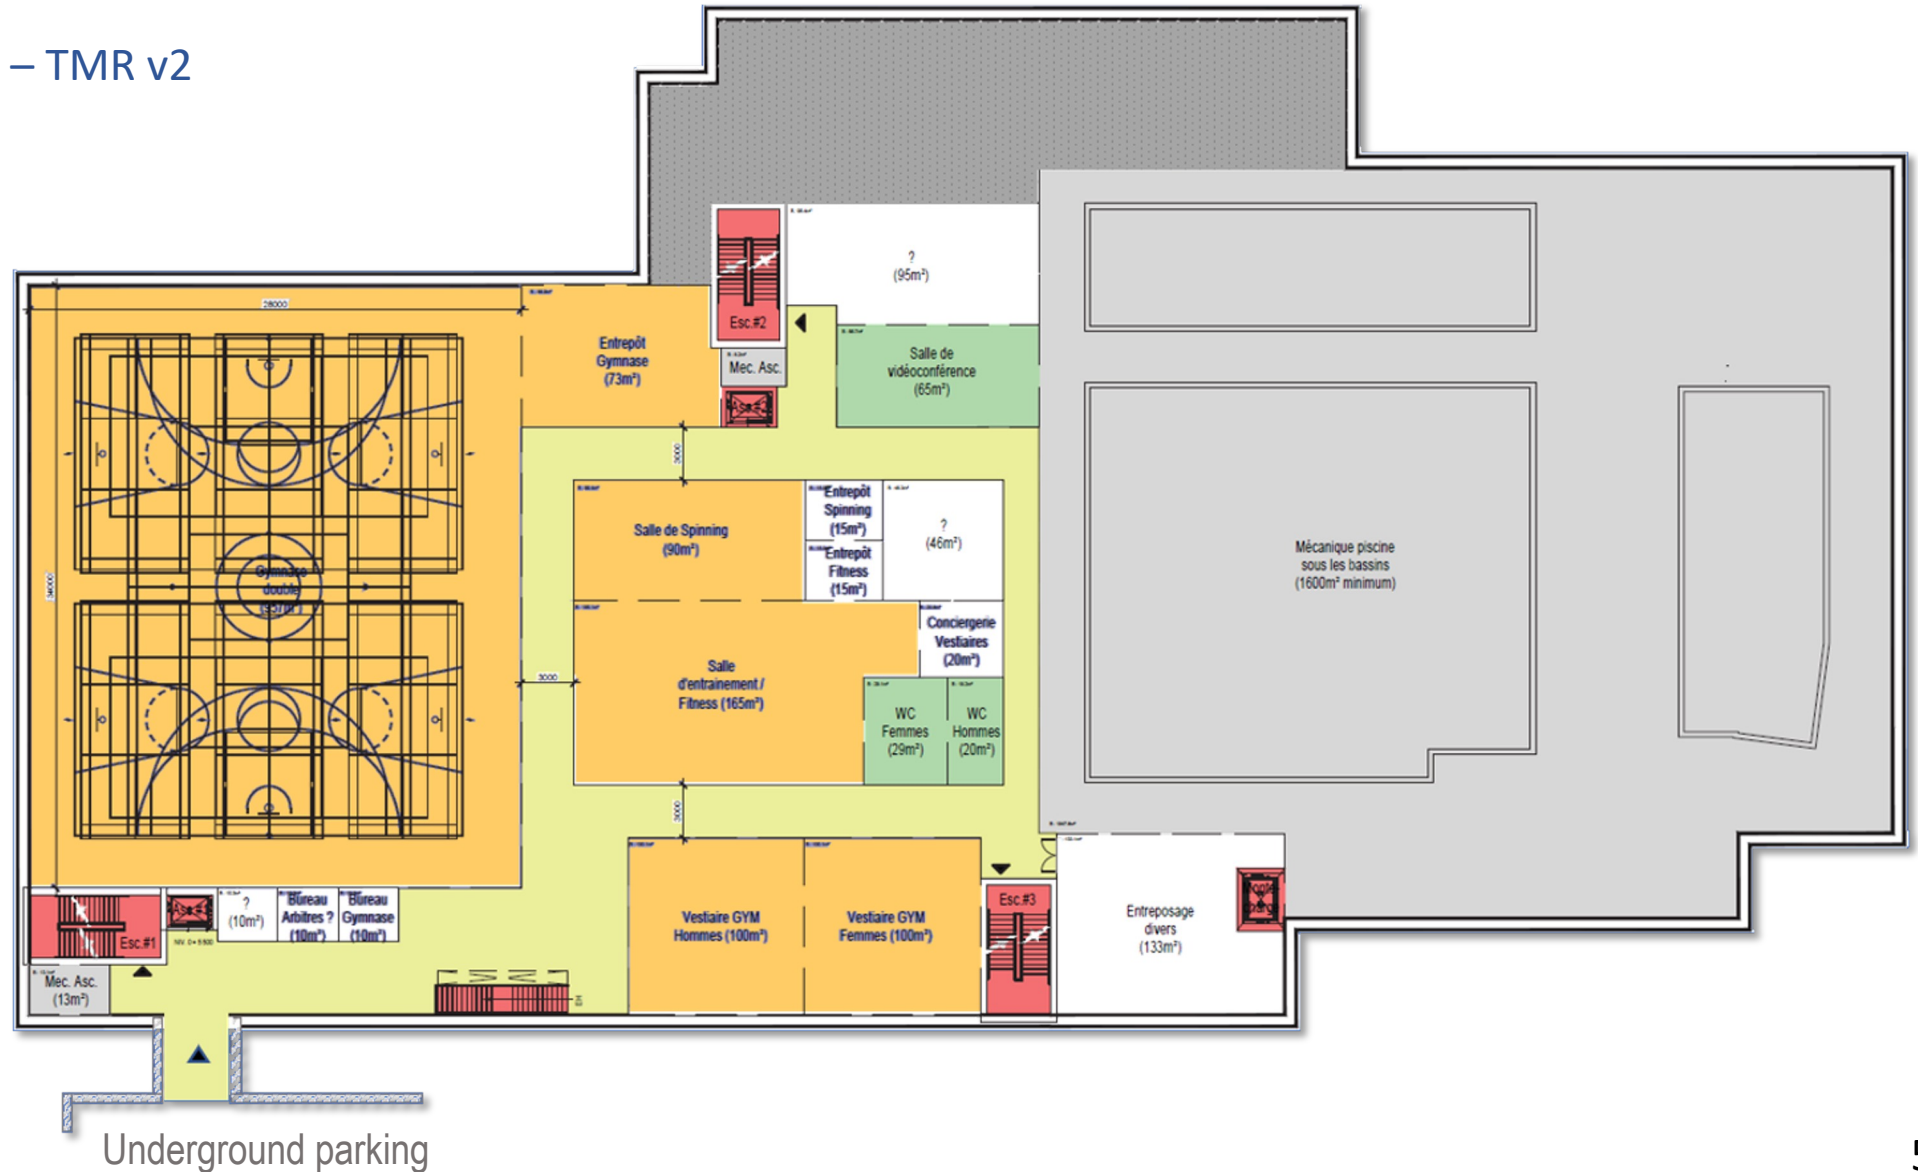 – TMR v2
?
(95m²)
Esc.#2
Mec. Asc.
Salle de
vidéoconférence
(65m²)
28000
Entrepôt
Gymnase
(73m²)
3000
Salle de Spinning
(90m²)
Entrepôt
Spinning
(15m²)
?
(46m²)
Entrepôt
Fitness
(15m²)
Mécanique piscine
sous les bassins
(1600m² minimum)
Gymnase
double
34000
Conciergerie
Vestiaires
(20m²)
Salle
d'entrainement /
Fitness (165m²)
3000
WC
Femmes
(29m²)
WC
Hommes
(20m²)
3000
Esc.#1
?
(10m²)
Bureau
Arbitres ?
(10m²)
Bureau
Gymnase
(10m²)
Vestiaire GYM
Hommes (100m²)
Vestiaire GYM
Femmes (100m²)
Esc.#3
Entreposage
divers
(133m²)
Mec. Asc.
(13m²)
Underground parking
5